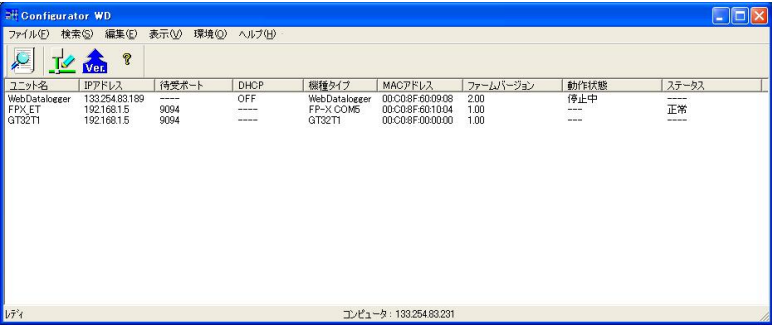 Configurator WD
ファイル(F) 検索(S) 編集(E) 表示(V) 環境(O) ヘルプ(H)
Ver. ?
ユニット名 IPアドレス 待受ポート DHCP 機種タイプ MACアドレス ファームバージョン 動作状態 ステータス
WebDatalogger 133.254.83.189 ---- OFF WebDatalogger 00:C0:8F:60:09:08 2.00 停止中 ----
FPX_ET 192.168.1.5 9094 ---- FP-X COM5 00:C0:8F:60:10:04 1.00 --- 正常
GT32T1 192.168.1.5 9094 ---- GT32T1 00:C0:8F:00:00:00 1.00 --- ----
レディ コンピュータ : 133.254.83.231